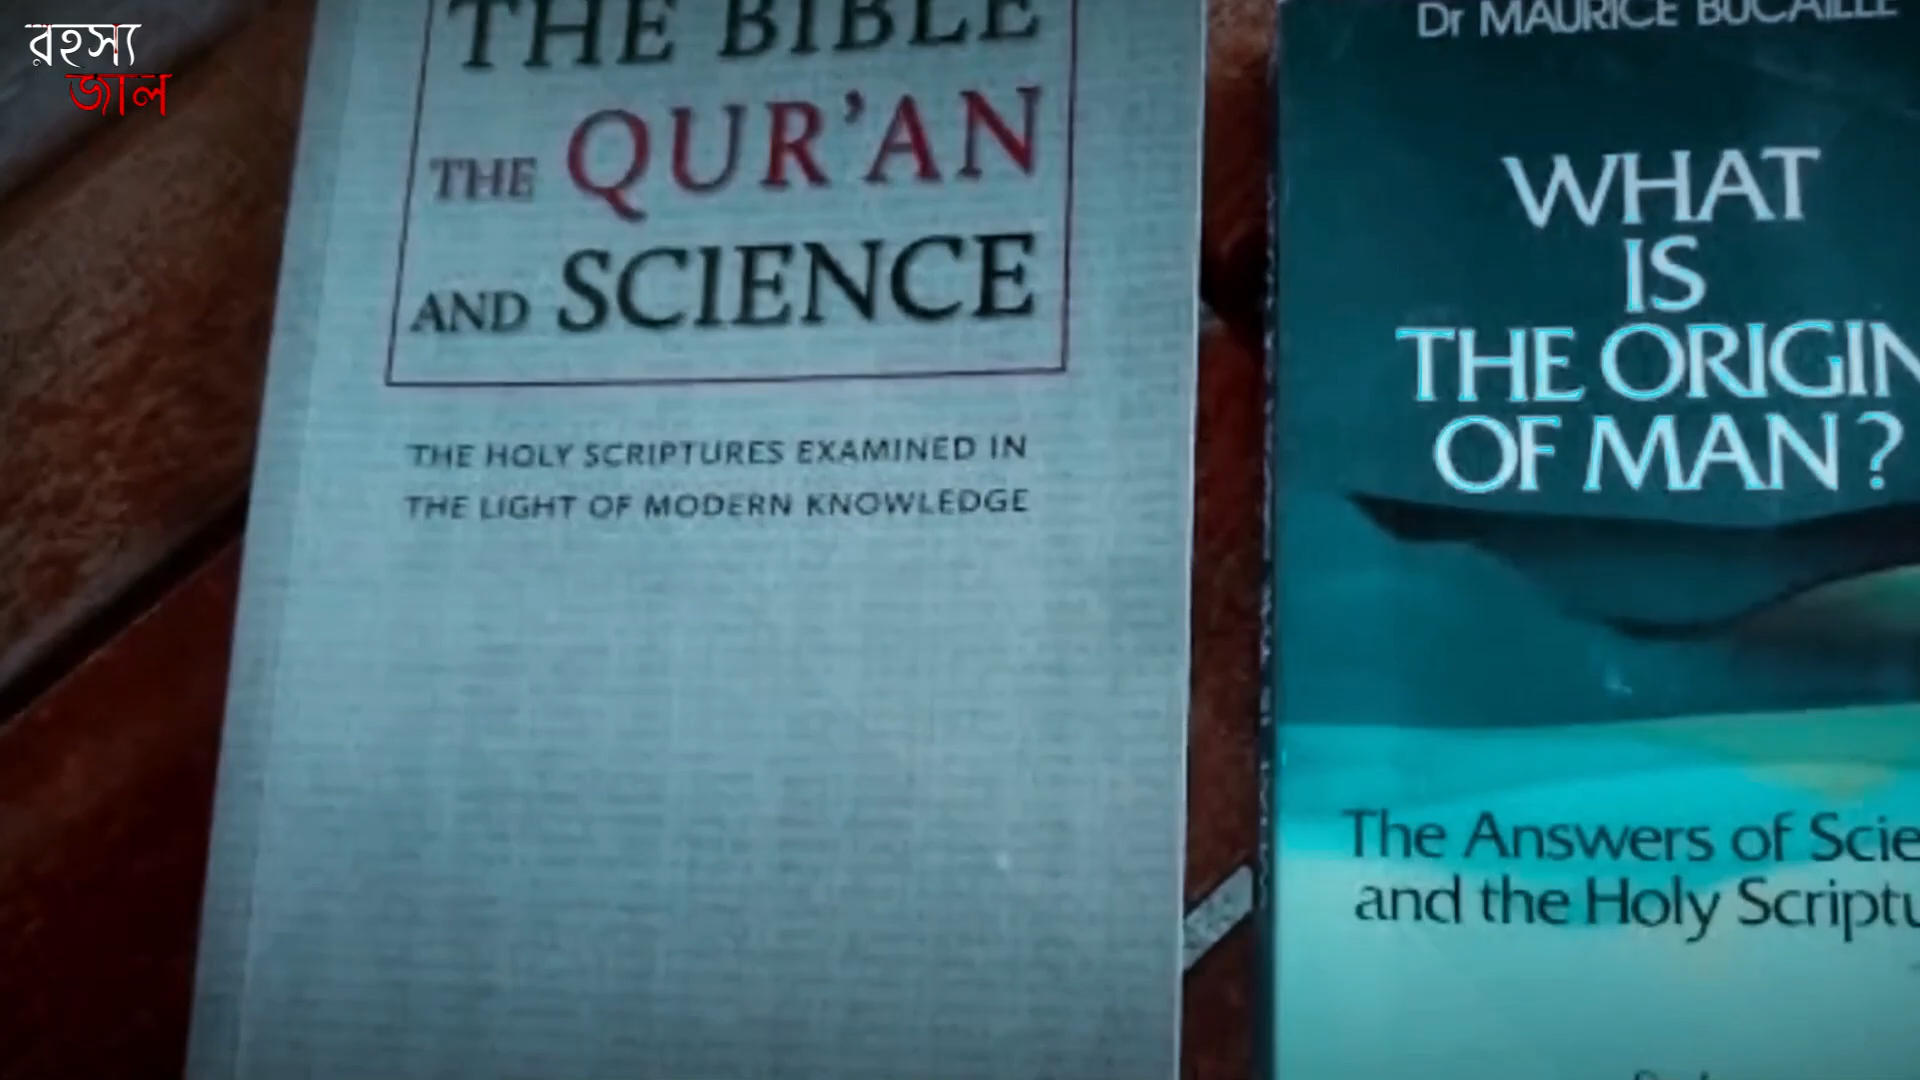 রহস্য
জাল
THE BIBLE
THE QUR'AN
AND SCIENCE
THE HOLY SCRIPTURES EXAMINED IN
THE LIGHT OF MODERN KNOWLEDGE
Dr MAURICE BUCAILLE
WHAT
IS
THE ORIGIN
OF MAN?
The Answers of Scie
and the Holy Scriptu